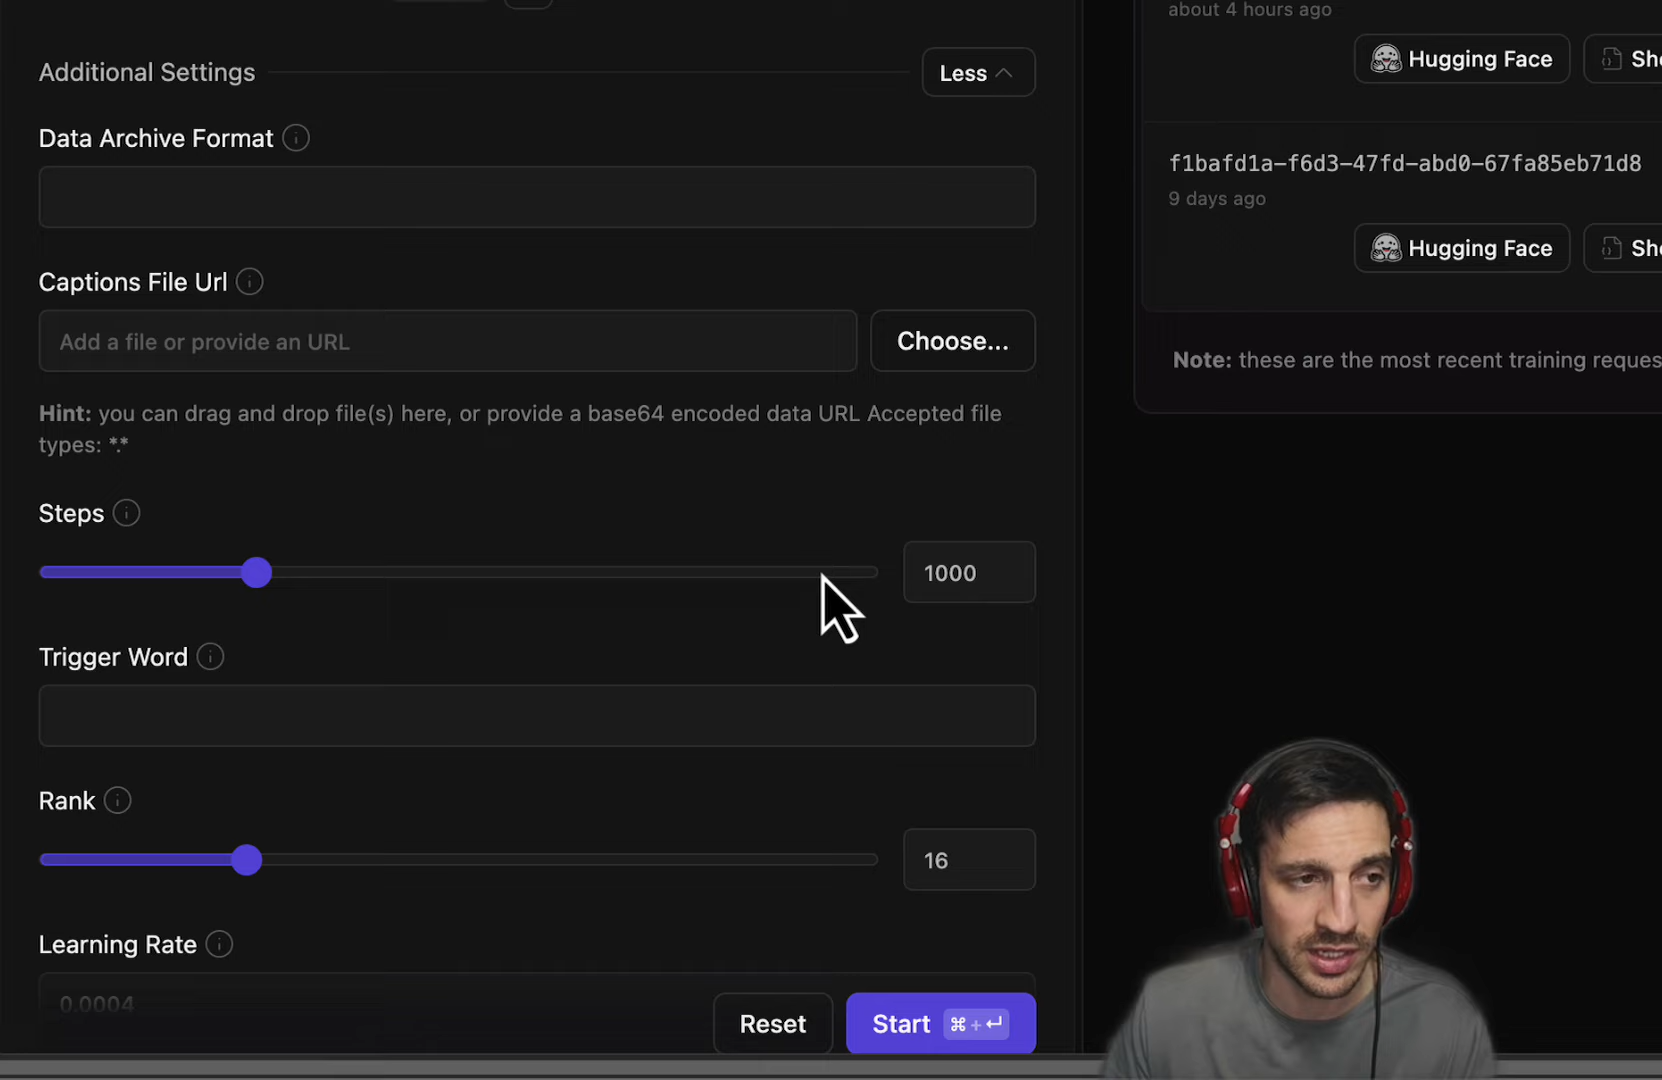 Additional Settings
Less
Data Archive Format
Captions File Url
Add a file or provide an URL
Choose...
Hint: you can drag and drop file(s) here, or provide a base64 encoded data URL Accepted file
types: *.*
Steps
1000
Trigger Word
Rank
16
Learning Rate
0.0004
Reset
Start ⌘+↵
about 4 hours ago
Hugging Face
f1bafd1a-f6d3-47fd-abd0-67fa85eb71d8
9 days ago
Hugging Face
Note: these are the most recent training